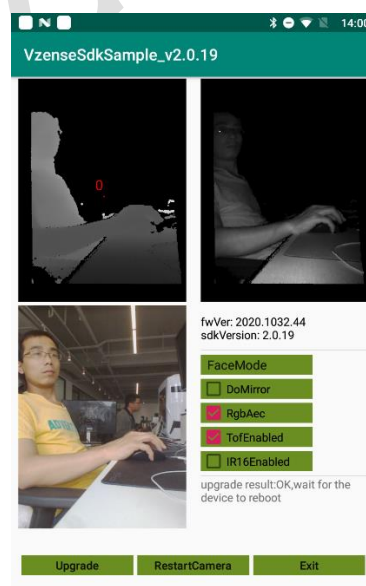 14:00
VzenseSdkSample_v2.0.19
0
fwVer: 2020.1032.44
sdkVersion: 2.0.19
FaceMode
DoMirror
RgbAec
TofEnabled
IR16Enabled
upgrade result:OK,wait for the
device to reboot
Upgrade RestartCamera Exit